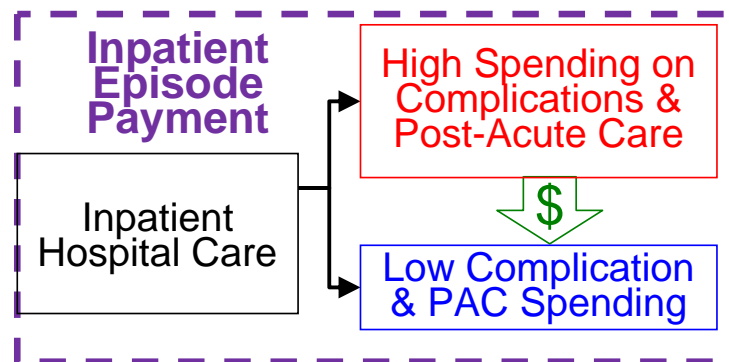 Inpatient
Episode
Payment
High Spending on
Complications &
Post-Acute Care
Inpatient
Hospital Care
$
Low Complication
& PAC Spending